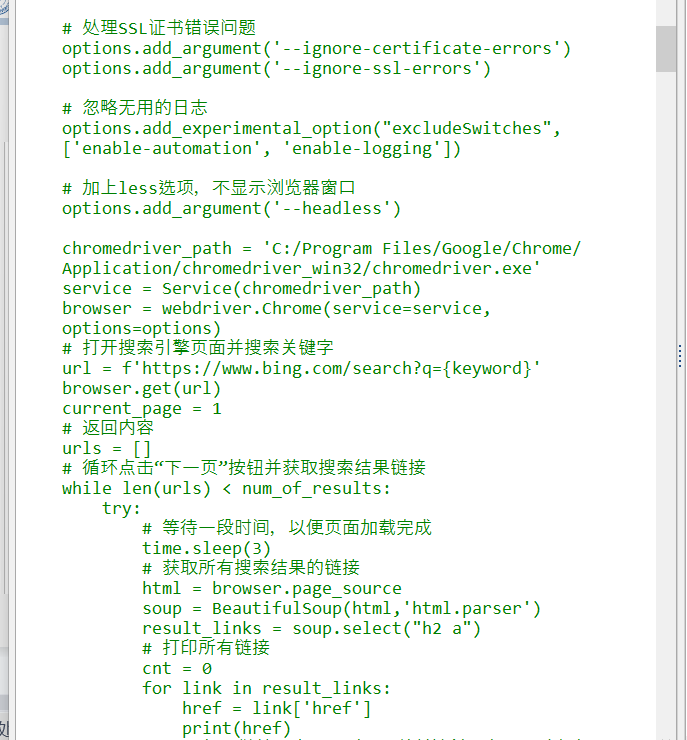 # 处理SSL证书错误问题
options.add_argument('--ignore-certificate-errors')
options.add_argument('--ignore-ssl-errors')
# 忽略无用的日志
options.add_experimental_option("excludeSwitches",
['enable-automation', 'enable-logging'])
# 加上less选项，不显示浏览器窗口
options.add_argument('--headless')
chromedriver_path = 'C:/Program Files/Google/Chrome/
Application/chromedriver_win32/chromedriver.exe'
service = Service(chromedriver_path)
browser = webdriver.Chrome(service=service,
options=options)
# 打开搜索引擎页面并搜索关键字
url = f'https://www.bing.com/search?q={keyword}'
browser.get(url)
current_page = 1
# 返回内容
urls = []
# 循环点击“下一页”按钮并获取搜索结果链接
while len(urls) < num_of_results:
    try:
        # 等待一段时间，以便页面加载完成
        time.sleep(3)
        # 获取所有搜索结果的链接
        html = browser.page_source
        soup = BeautifulSoup(html,'html.parser')
        result_links = soup.select("h2 a")
        # 打印所有链接
        cnt = 0
        for link in result_links:
            href = link['href']
            print(href)